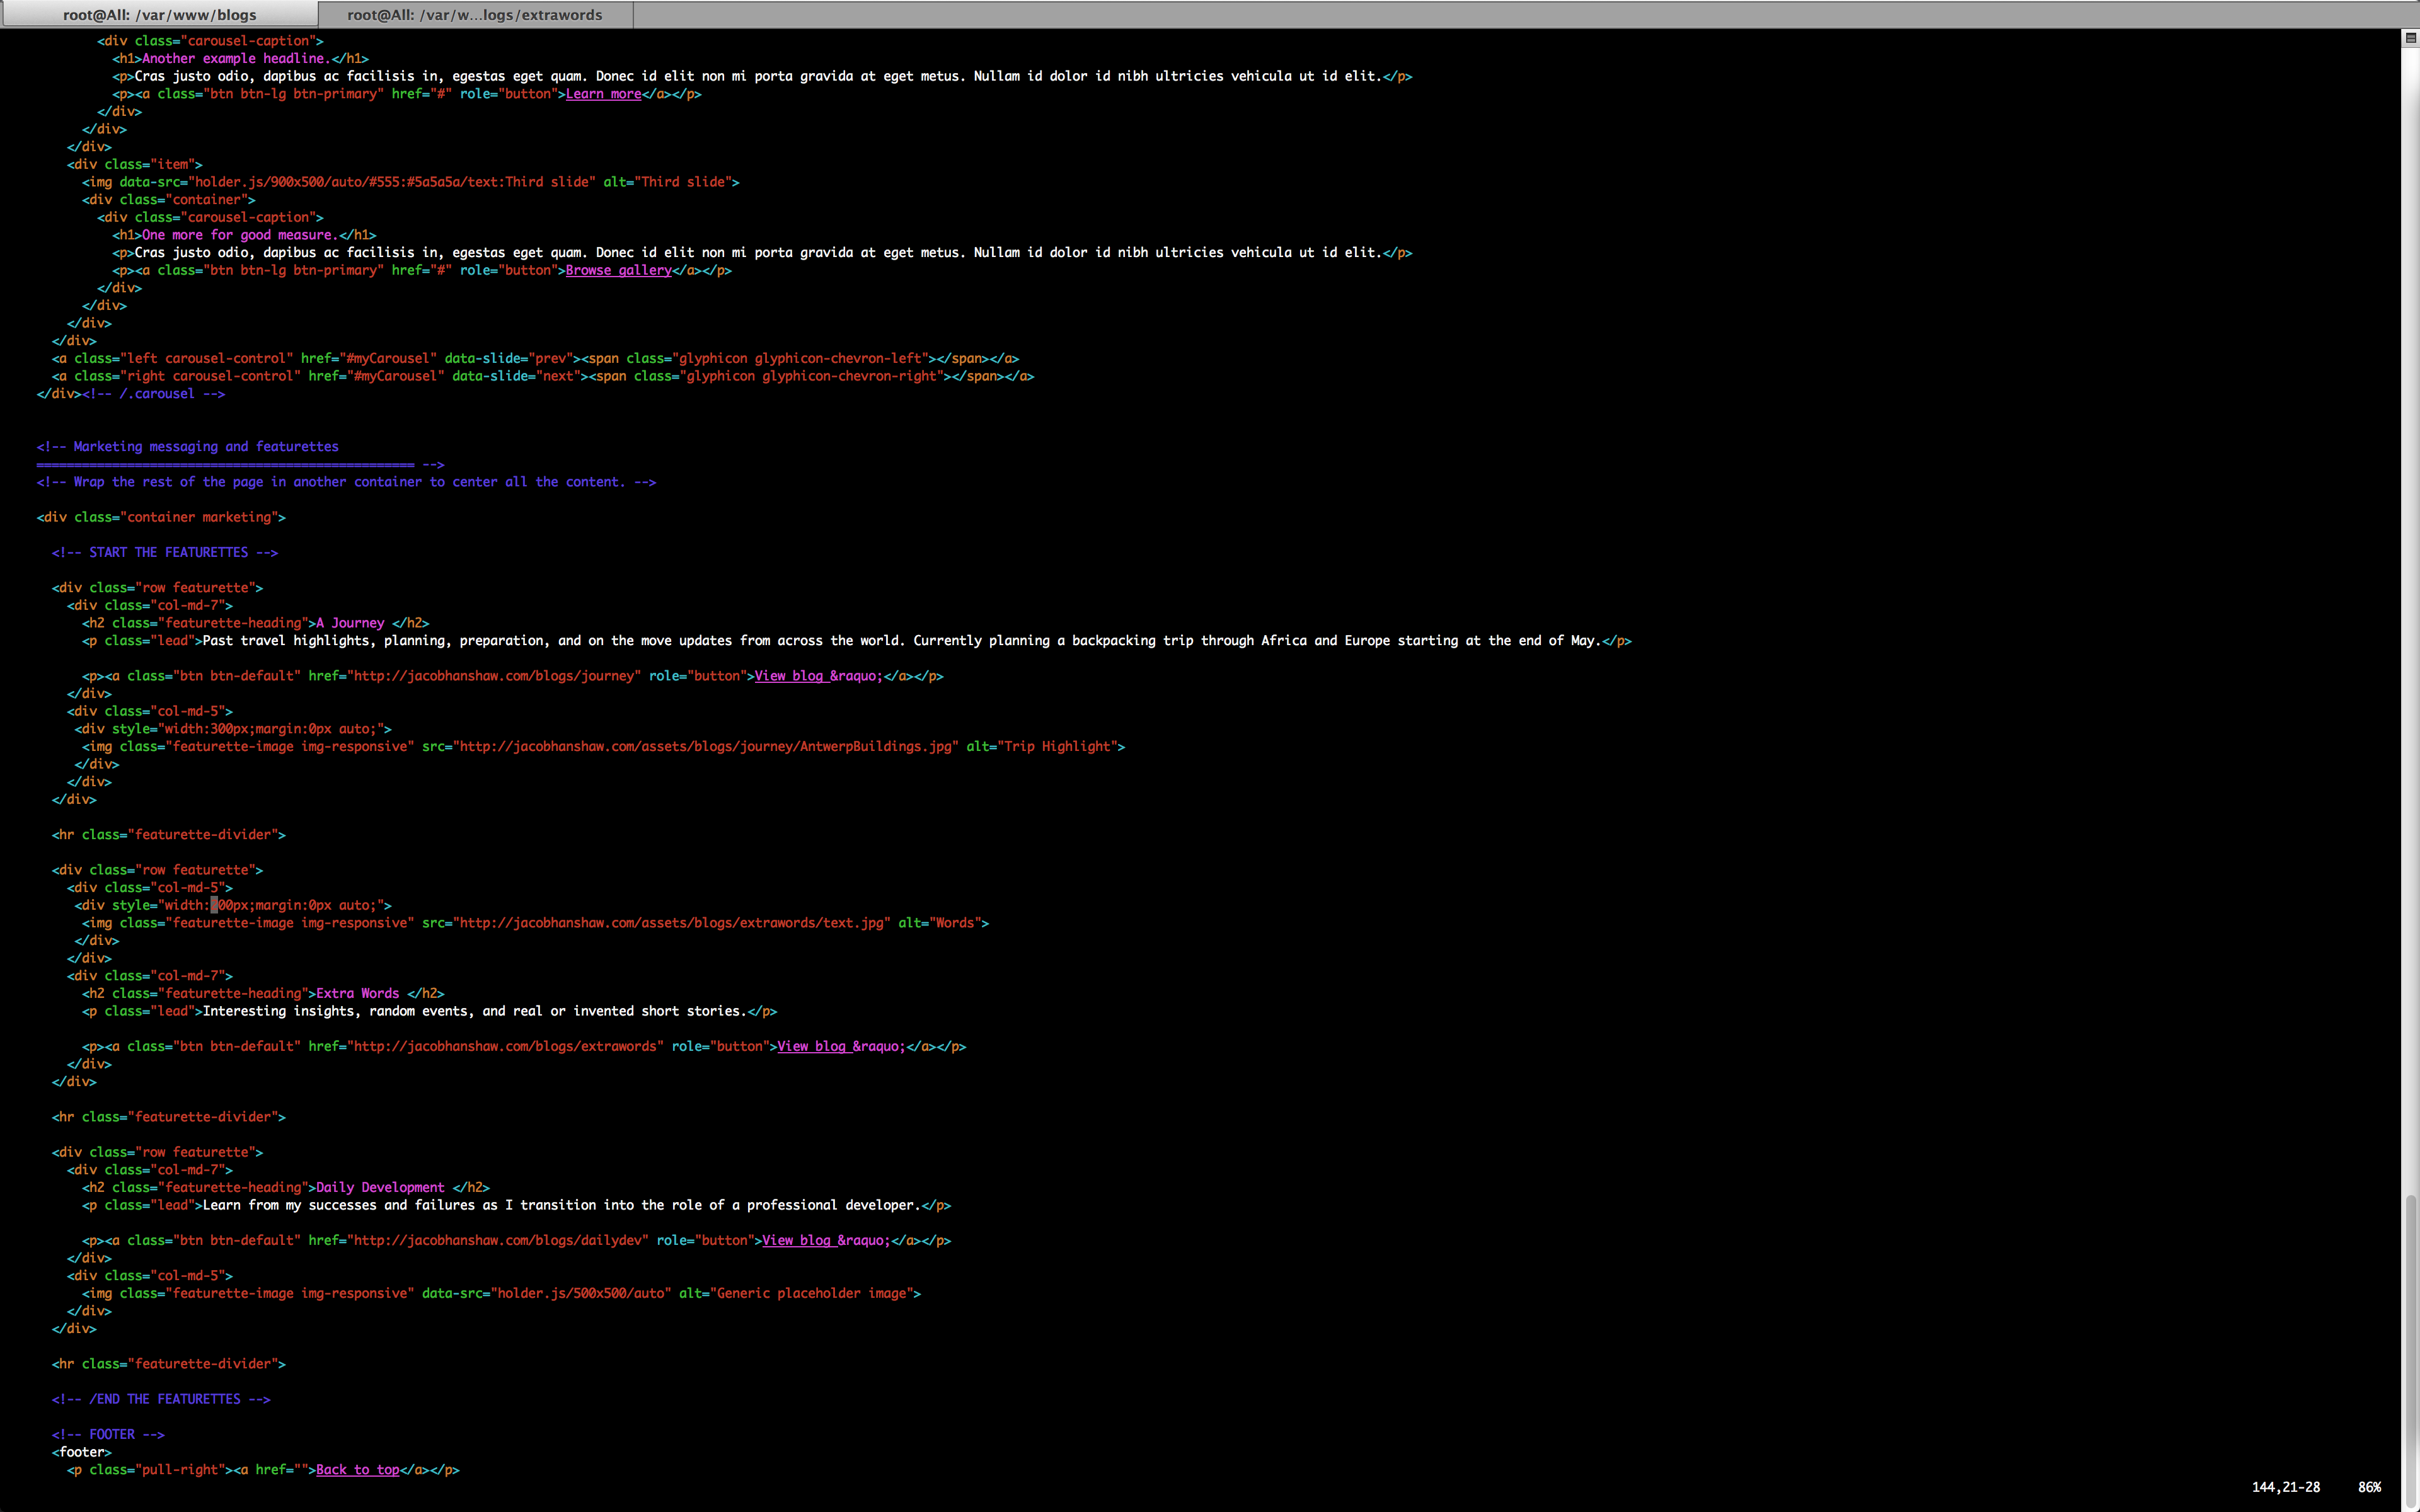 root@All: /var/www/blogs
root@All: /var/w...logs/extrawords
<div class="carousel-caption">
<h1>Another example headline.</h1>
<p>Cras justo odio, dapibus ac facilisis in, egestas eget quam. Donec id elit non mi porta gravida at eget metus. Nullam id dolor id nibh ultricies vehicula ut id elit.</p>
<p><a class="btn btn-lg btn-primary" href="#" role="button">Learn more</a></p>
</div>
</div>
</div>
<div class="item">
<img data-src="holder.js/900x500/auto/#555:#5a5a5a/text:Third slide" alt="Third slide">
<div class="container">
<div class="carousel-caption">
<h1>One more for good measure.</h1>
<p>Cras justo odio, dapibus ac facilisis in, egestas eget quam. Donec id elit non mi porta gravida at eget metus. Nullam id dolor id nibh ultricies vehicula ut id elit.</p>
<p><a class="btn btn-lg btn-primary" href="#" role="button">Browse gallery</a></p>
</div>
</div>
</div>
</div>
<a class="left carousel-control" href="#myCarousel" data-slide="prev"><span class="glyphicon glyphicon-chevron-left"></span></a>
<a class="right carousel-control" href="#myCarousel" data-slide="next"><span class="glyphicon glyphicon-chevron-right"></span></a>
</div><!-- /.carousel -->
<!-- Marketing messaging and featurettes
================================================== -->
<!-- Wrap the rest of the page in another container to center all the content. -->
<div class="container marketing">
<!-- START THE FEATURETTES -->
<div class="row featurette">
<div class="col-md-7">
<h2 class="featurette-heading">A Journey </h2>
<p class="lead">Past travel highlights, planning, preparation, and on the move updates from across the world. Currently planning a backpacking trip through Africa and Europe starting at the end of May.</p>
<p><a class="btn btn-default" href="http://jacobhanshaw.com/blogs/journey" role="button">View blog &raquo;</a></p>
</div>
<div class="col-md-5">
<div style="width:300px;margin:0px auto;">
<img class="featurette-image img-responsive" src="http://jacobhanshaw.com/assets/blogs/journey/AntwerpBuildings.jpg" alt="Trip Highlight">
</div>
</div>
</div>
<hr class="featurette-divider">
<div class="row featurette">
<div class="col-md-5">
<div style="width: 00px;margin:0px auto;">
<img class="featurette-image img-responsive" src="http://jacobhanshaw.com/assets/blogs/extrawords/text.jpg" alt="Words">
</div>
</div>
<div class="col-md-7">
<h2 class="featurette-heading">Extra Words </h2>
<p class="lead">Interesting insights, random events, and real or invented short stories.</p>
<p><a class="btn btn-default" href="http://jacobhanshaw.com/blogs/extrawords" role="button">View blog &raquo;</a></p>
</div>
</div>
<hr class="featurette-divider">
<div class="row featurette">
<div class="col-md-7">
<h2 class="featurette-heading">Daily Development </h2>
<p class="lead">Learn from my successes and failures as I transition into the role of a professional developer.</p>
<p><a class="btn btn-default" href="http://jacobhanshaw.com/blogs/dailydev" role="button">View blog &raquo;</a></p>
</div>
<div class="col-md-5">
<img class="featurette-image img-responsive" data-src="holder.js/500x500/auto" alt="Generic placeholder image">
</div>
</div>
<hr class="featurette-divider">
<!-- /END THE FEATURETTES -->
<!-- FOOTER -->
<footer>
<p class="pull-right"><a href="">Back to top</a></p>
144,21-28 86%